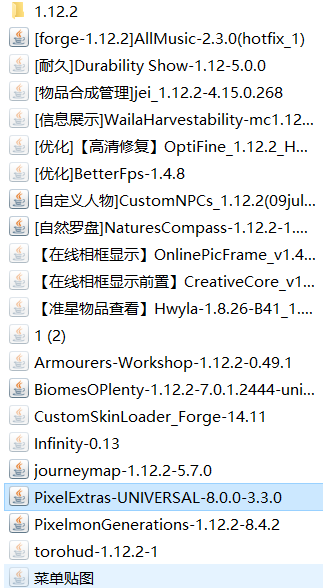 1.12.2
[forge-1.12.2]AllMusic-2.3.0(hotfix_1)
[耐久]Durability Show-1.12-5.0.0
[物品合成管理]jei_1.12.2-4.15.0.268
[信息展示]WailaHarvestability-mc1.12...
[优化]【高清修复】OptiFine_1.12.2_H...
[优化]BetterFps-1.4.8
[自定义人物]CustomNPCs_1.12.2(09jul...
[自然罗盘]NaturesCompass-1.12.2-1....
【在线相框显示】OnlinePicFrame_v1.4...
【在线相框显示前置】CreativeCore_v1...
【准星物品查看】Hwyla-1.8.26-B41_1....
1 (2)
Armourers-Workshop-1.12.2-0.49.1
BiomesOPlenty-1.12.2-7.0.1.2444-uni...
CustomSkinLoader_Forge-14.11
Infinity-0.13
journeymap-1.12.2-5.7.0
PixelExtras-UNIVERSAL-8.0.0-3.3.0
PixelmonGenerations-1.12.2-8.4.2
torohud-1.12.2-1
菜单贴图